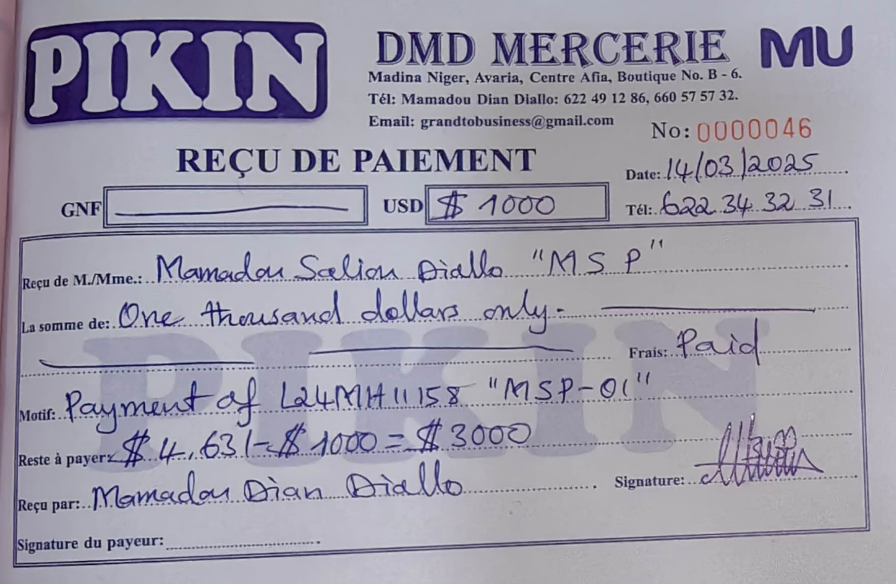 PIKIN
DMD MERCERIE
MU
Madina Niger, Avaria, Centre Afia, Boutique No. B - 6.
Tél: Mamadou Dian Diallo: 622 49 12 86, 660 57 57 32.
Email: grandtobusiness@gmail.com
No: 0000046
REÇU DE PAIEMENT
Date: 14/03/2025
GNF USD $ 1000
Tél: 622 34 32 31
Reçu de M./Mme.: Mamadou Saliou Diallo "M S P"
La somme de: One thousand dollars only.
Frais: Paid
PIKIN
Motif: Payment of L24MH11158 "MSP-01"
Reste à payer: $ 4,631-$ 1000 = $ 3000
Reçu par: Mamadou Dian Diallo
Signature:
Signature du payeur: